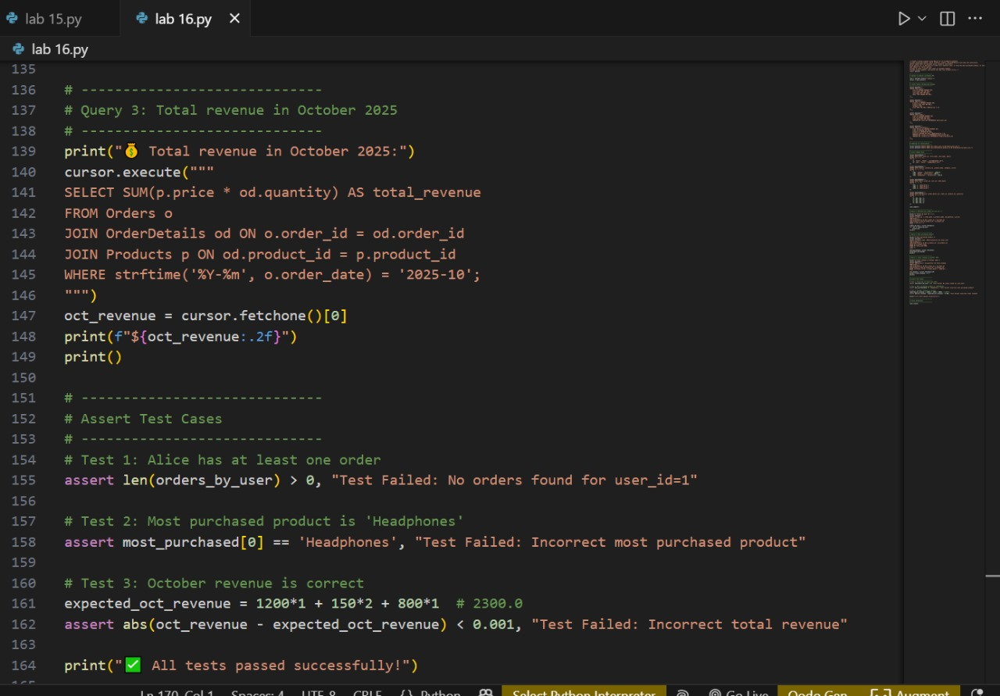 lab 15.py
lab 16.py
lab 16.py
135
136 # -----------------------------
137 # Query 3: Total revenue in October 2025
138 # -----------------------------
139 print("💰 Total revenue in October 2025:")
140 cursor.execute("""
141 SELECT SUM(p.price * od.quantity) AS total_revenue
142 FROM Orders o
143 JOIN OrderDetails od ON o.order_id = od.order_id
144 JOIN Products p ON od.product_id = p.product_id
145 WHERE strftime('%Y-%m', o.order_date) = '2025-10';
146 """)
147 oct_revenue = cursor.fetchone()[0]
148 print(f"${oct_revenue:.2f}")
149 print()
150
151 # -----------------------------
152 # Assert Test Cases
153 # -----------------------------
154 # Test 1: Alice has at least one order
155 assert len(orders_by_user) > 0, "Test Failed: No orders found for user_id=1"
156
157 # Test 2: Most purchased product is 'Headphones'
158 assert most_purchased[0] == 'Headphones', "Test Failed: Incorrect most purchased product"
159
160 # Test 3: October revenue is correct
161 expected_oct_revenue = 1200*1 + 150*2 + 800*1  # 2300.0
162 assert abs(oct_revenue - expected_oct_revenue) < 0.001, "Test Failed: Incorrect total revenue"
163
164 print("✅ All tests passed successfully!")
165
Ln 170, Col 1 Spaces: 4 UTF-8 CRLF {} Python Select Python Interpreter Go Live Qodo Gen Augment